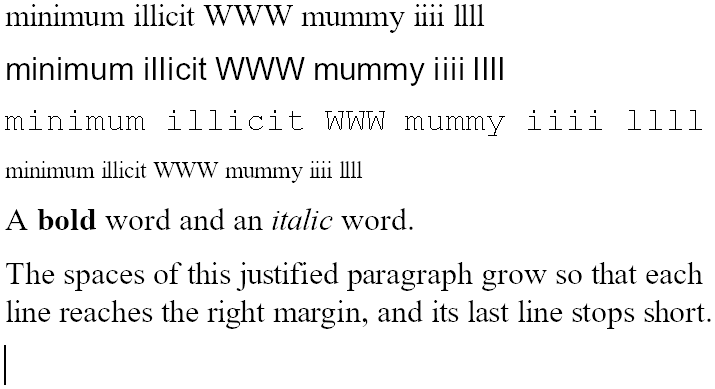 minimum illicit WWW mummy iiii llll
minimum illicit WWW mummy iiii llll
minimum illicit WWW mummy iiii llll
minimum illicit WWW mummy iiii llll
A bold word and an italic word.
The spaces of this justified paragraph grow so that each
line reaches the right margin, and its last line stops short.